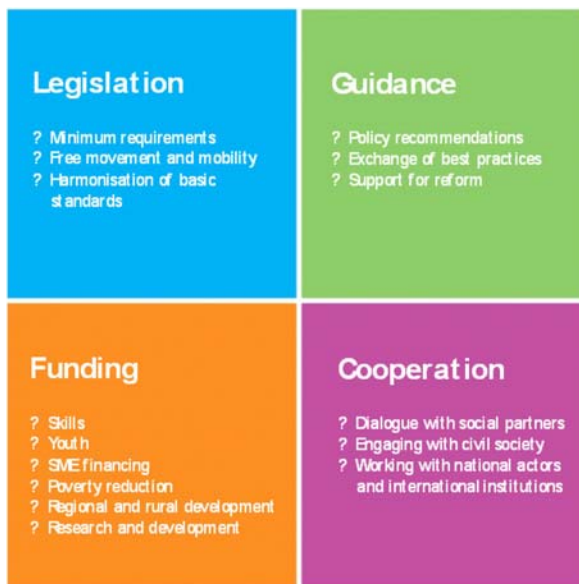 Legislation
? Minimum requirements
? Free movement and mobility
? Harmonisation of basic
standards
Guidance
? Policy recommendations
? Exchange of best practices
? Support for reform
Funding
? Skills
? Youth
? SME financing
? Poverty reduction
? Regional and rural development
? Research and development
Cooperation
? Dialogue with social partners
? Engaging with civil society
? Working with national actors
and international institutions